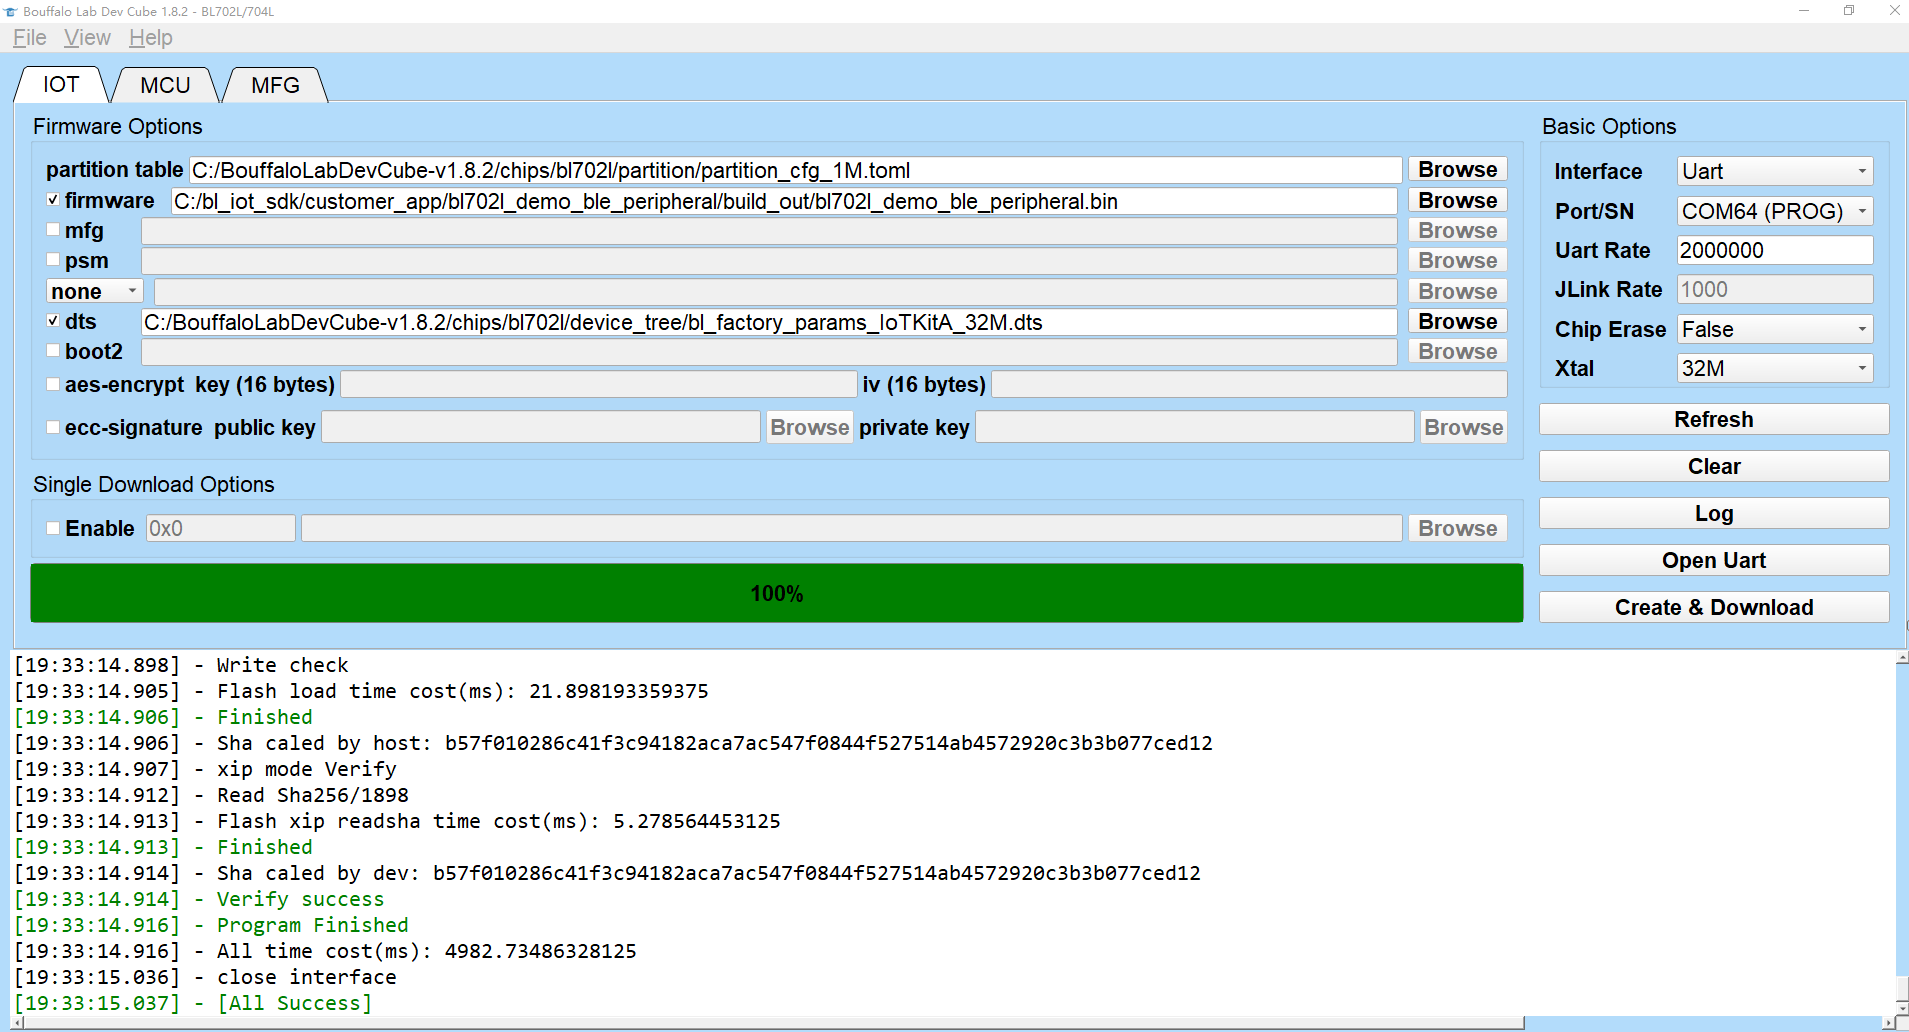 Bouffalo Lab Dev Cube 1.8.2 - BL702L/704L
File View Help
IOT MCU MFG
Firmware Options
partition table C:/BouffaloLabDevCube-v1.8.2/chips/bl702l/partition/partition_cfg_1M.toml Browse
firmware C:/bl_iot_sdk/customer_app/bl702l_demo_ble_peripheral/build_out/bl702l_demo_ble_peripheral.bin Browse
mfg Browse
psm Browse
none Browse
dts C:/BouffaloLabDevCube-v1.8.2/chips/bl702l/device_tree/bl_factory_params_IoTKitA_32M.dts Browse
boot2 Browse
aes-encrypt key (16 bytes) iv (16 bytes)
ecc-signature public key Browse private key Browse
Single Download Options
Enable 0x0 Browse
100%
Basic Options
Interface Uart
Port/SN COM64 (PROG)
Uart Rate 2000000
JLink Rate 1000
Chip Erase False
Xtal 32M
Refresh
Clear
Log
Open Uart
Create & Download
[19:33:14.898] - Write check
[19:33:14.905] - Flash load time cost(ms): 21.898193359375
[19:33:14.906] - Finished
[19:33:14.906] - Sha caled by host: b57f010286c41f3c94182aca7ac547f0844f527514ab4572920c3b3b077ced12
[19:33:14.907] - xip mode Verify
[19:33:14.912] - Read Sha256/1898
[19:33:14.913] - Flash xip readsha time cost(ms): 5.278564453125
[19:33:14.913] - Finished
[19:33:14.914] - Sha caled by dev: b57f010286c41f3c94182aca7ac547f0844f527514ab4572920c3b3b077ced12
[19:33:14.914] - Verify success
[19:33:14.916] - Program Finished
[19:33:14.916] - All time cost(ms): 4982.73486328125
[19:33:15.036] - close interface
[19:33:15.037] - [All Success]